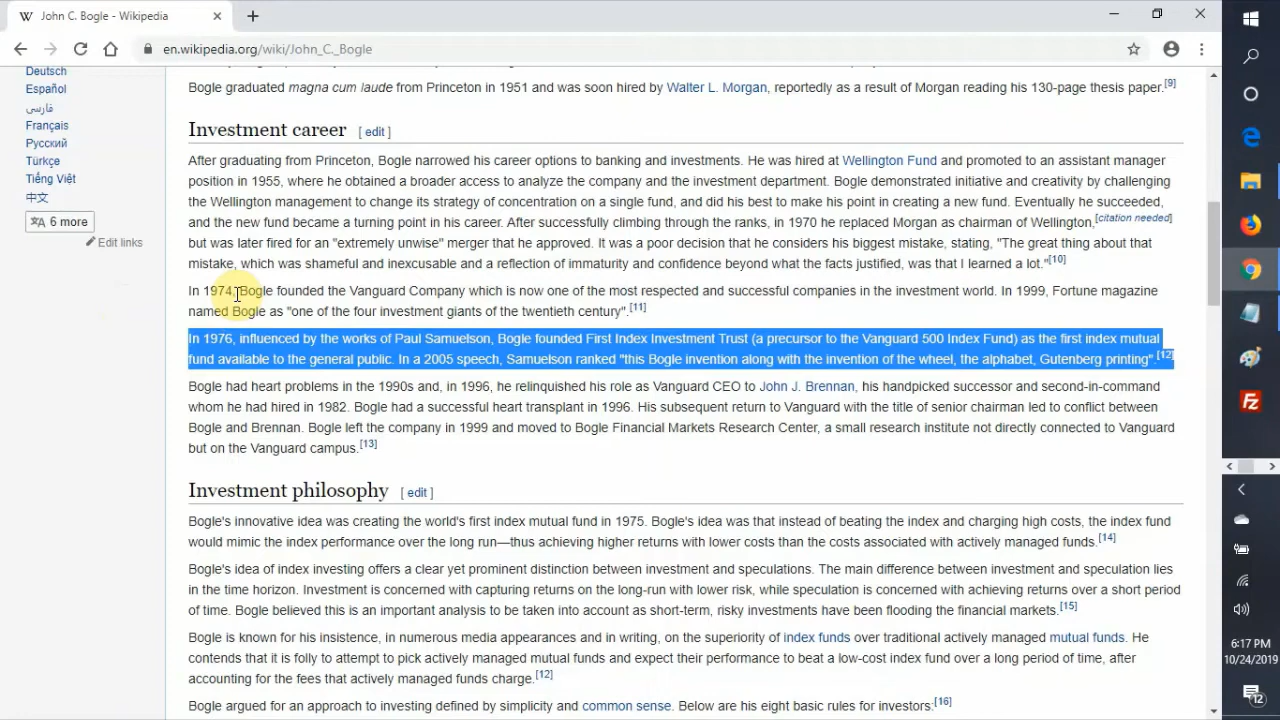 John C. Bogle - Wikipedia
en.wikipedia.org/wiki/John_C._Bogle
Deutsch
Español
فارسی
Français
Русский
Türkçe
Tiếng Việt
中文
6 more
Edit links
Bogle graduated magna cum laude from Princeton in 1951 and was soon hired by Walter L. Morgan, reportedly as a result of Morgan reading his 130-page thesis paper.[9]
Investment career [ edit ]
After graduating from Princeton, Bogle narrowed his career options to banking and investments. He was hired at Wellington Fund and promoted to an assistant manager
position in 1955, where he obtained a broader access to analyze the company and the investment department. Bogle demonstrated initiative and creativity by challenging
the Wellington management to change its strategy of concentration on a single fund, and did his best to make his point in creating a new fund. Eventually he succeeded,
and the new fund became a turning point in his career. After successfully climbing through the ranks, in 1970 he replaced Morgan as chairman of Wellington,[citation needed]
but was later fired for an "extremely unwise" merger that he approved. It was a poor decision that he considers his biggest mistake, stating, "The great thing about that
mistake, which was shameful and inexcusable and a reflection of immaturity and confidence beyond what the facts justified, was that I learned a lot."[10]
In 1974, Bogle founded the Vanguard Company which is now one of the most respected and successful companies in the investment world. In 1999, Fortune magazine
named Bogle as "one of the four investment giants of the twentieth century".[11]
In 1976, influenced by the works of Paul Samuelson, Bogle founded First Index Investment Trust (a precursor to the Vanguard 500 Index Fund) as the first index mutual
fund available to the general public. In a 2005 speech, Samuelson ranked "this Bogle invention along with the invention of the wheel, the alphabet, Gutenberg printing".[12]
Bogle had heart problems in the 1990s and, in 1996, he relinquished his role as Vanguard CEO to John J. Brennan, his handpicked successor and second-in-command
whom he had hired in 1982. Bogle had a successful heart transplant in 1996. His subsequent return to Vanguard with the title of senior chairman led to conflict between
Bogle and Brennan. Bogle left the company in 1999 and moved to Bogle Financial Markets Research Center, a small research institute not directly connected to Vanguard
but on the Vanguard campus.[13]
Investment philosophy [ edit ]
Bogle's innovative idea was creating the world's first index mutual fund in 1975. Bogle's idea was that instead of beating the index and charging high costs, the index fund
would mimic the index performance over the long run—thus achieving higher returns with lower costs than the costs associated with actively managed funds.[14]
Bogle's idea of index investing offers a clear yet prominent distinction between investment and speculations. The main difference between investment and speculation lies
in the time horizon. Investment is concerned with capturing returns on the long-run with lower risk, while speculation is concerned with achieving returns over a short period
of time. Bogle believed this is an important analysis to be taken into account as short-term, risky investments have been flooding the financial markets.[15]
Bogle is known for his insistence, in numerous media appearances and in writing, on the superiority of index funds over traditional actively managed mutual funds. He
contends that it is folly to attempt to pick actively managed mutual funds and expect their performance to beat a low-cost index fund over a long period of time, after
accounting for the fees that actively managed funds charge.[12]
Bogle argued for an approach to investing defined by simplicity and common sense. Below are his eight basic rules for investors:[16]
6:17 PM
10/24/2019
12